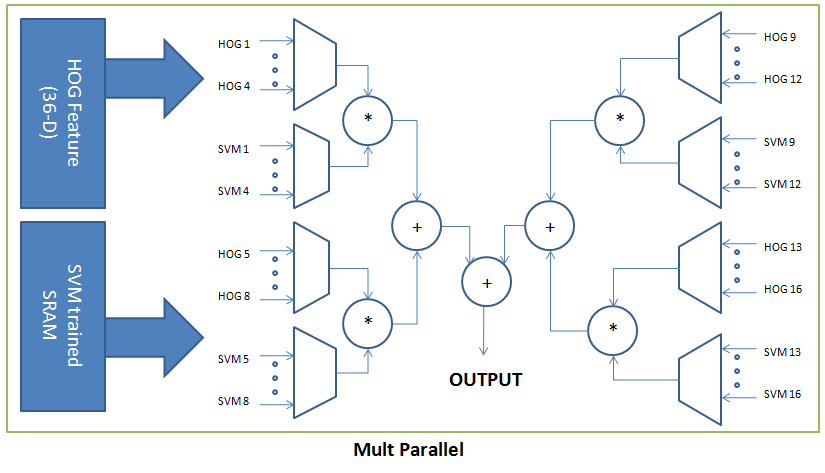 HOG Feature
(36-D)
SVM trained
SRAM
HOG 1
HOG 4
SVM 1
SVM 4
HOG 5
HOG 8
SVM 5
SVM 8
*
*
+
+
+
*
*
HOG 9
HOG 12
SVM 9
SVM 12
HOG 13
HOG 16
SVM 13
SVM 16
OUTPUT
Mult Parallel